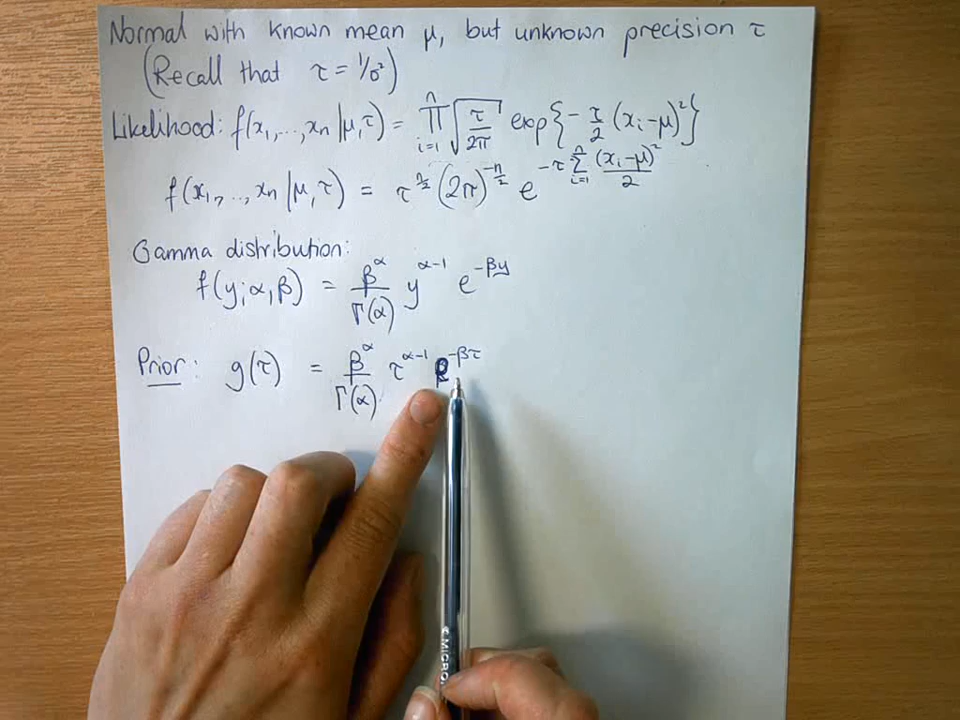 Normal with known mean μ, but unknown precision τ
(Recall that τ = 1/σ²)
Likelihood: f(x₁,...,xₙ|μ,τ) = ∏ᵢ₌₁ⁿ √(τ/2π) exp{-τ/2 (xᵢ-μ)²}
f(x₁,...,xₙ|μ,τ) = τ^(n/2) (2π)^(-n/2) e^(-τ ∑ᵢ₌₁ⁿ (xᵢ-μ)²/2)
Gamma distribution:
f(y;α,β) = β^α/Γ(α) y^(α-1) e^(-βy)
Prior: g(τ) = β^α/Γ(α) τ^(α-1) e^(-βτ)
MICRON